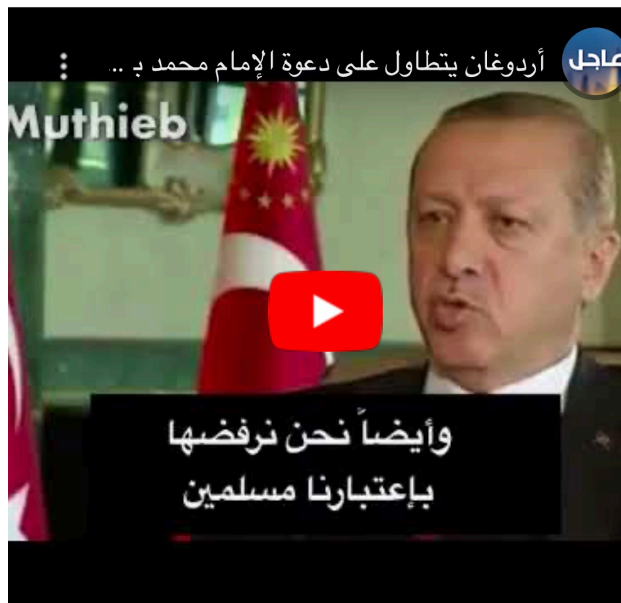 أردوغان يتطاول على دعوة الإمام محمد بـ ...
عاجل
Muthieb
وأيضاً نحن نرفضها
بإعتبارنا مسلمين